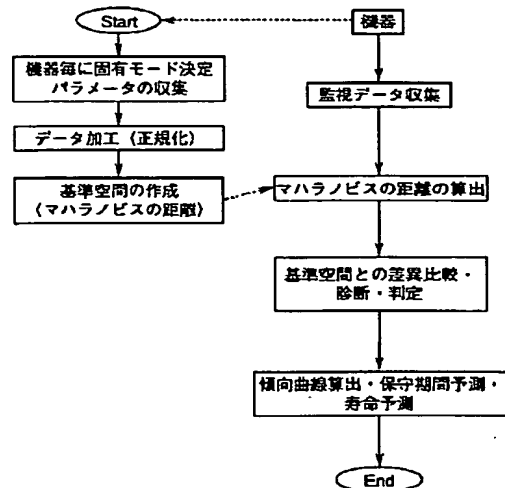 Start
機器
機器毎に固有モード決定
パラメータの収集
監視データ収集
データ加工（正規化）
基準空間の作成
（マハラノビスの距離）
マハラノビスの距離の算出
基準空間との差異比較・
診断・判定
傾向曲線算出・保守期間予測・
寿命予測
End